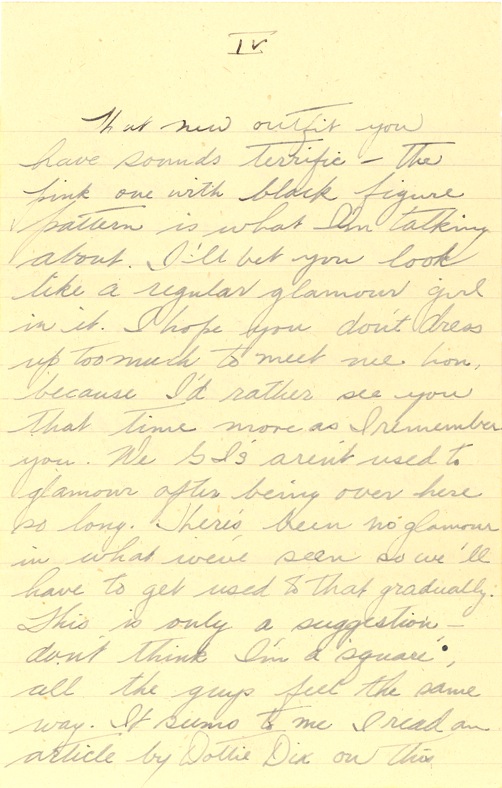 IV
That new outfit you
have sounds terrific – the
pink one with black figure
pattern is what I'm talking
about. I'll bet you look
like a regular glamour girl
in it. I hope you don't dress
up too much to meet me hon,
because I'd rather see you
that time more as I remember
you. We GI's aren't used to
glamour after being over here
so long. There's been no glamour
in what we've seen so we'll
have to get used to that gradually.
This is only a suggestion –
don't think I'm a "square",
all the guys feel the same
way. It seems to me I read an
article by Dottie Dix on this